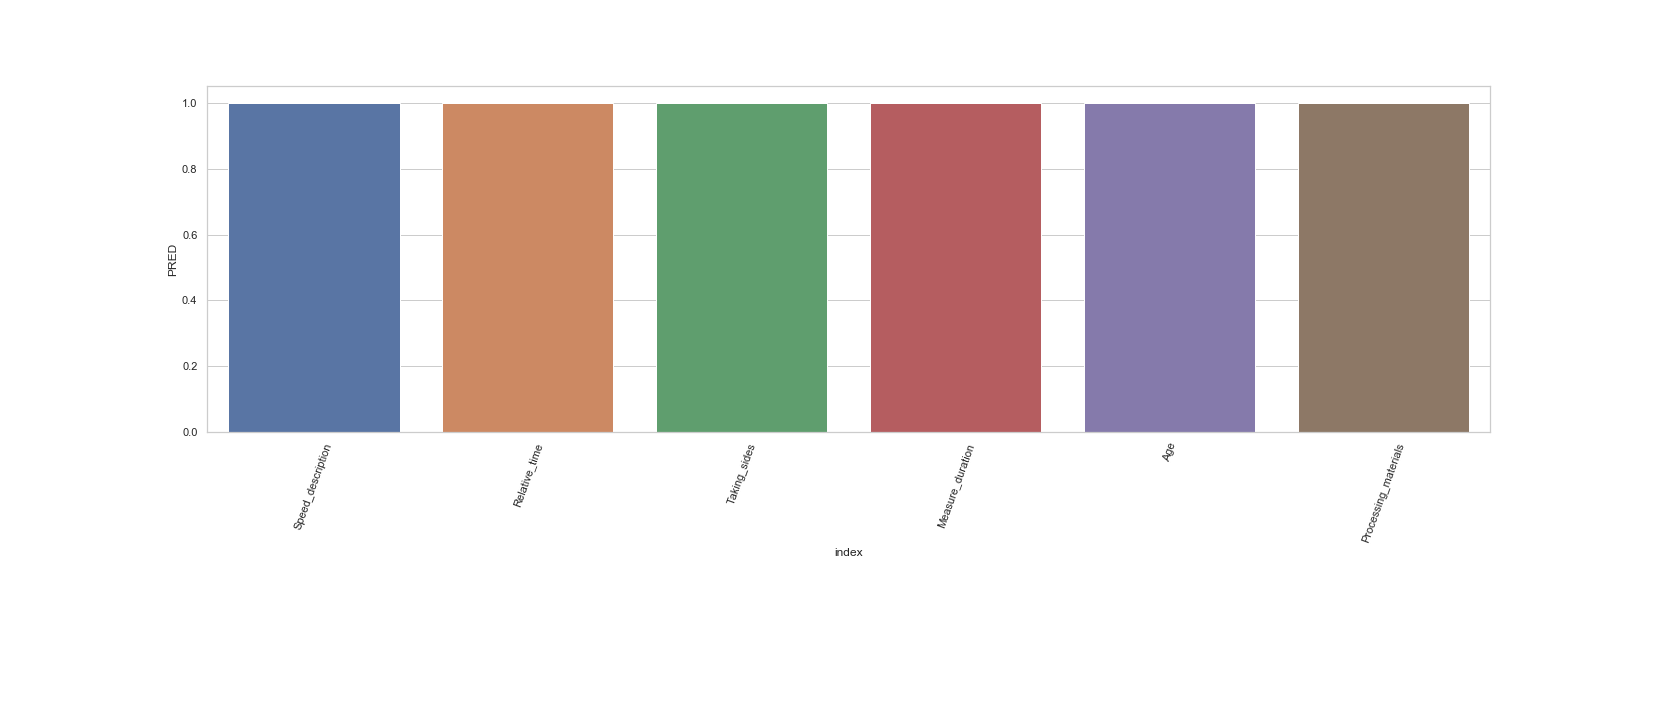 1.0
0.8
0.6
0.4
0.2
0.0
PRED
Speed_description
Relative_time
Taking_sides
Measure_duration
Age
Processing_materials
index